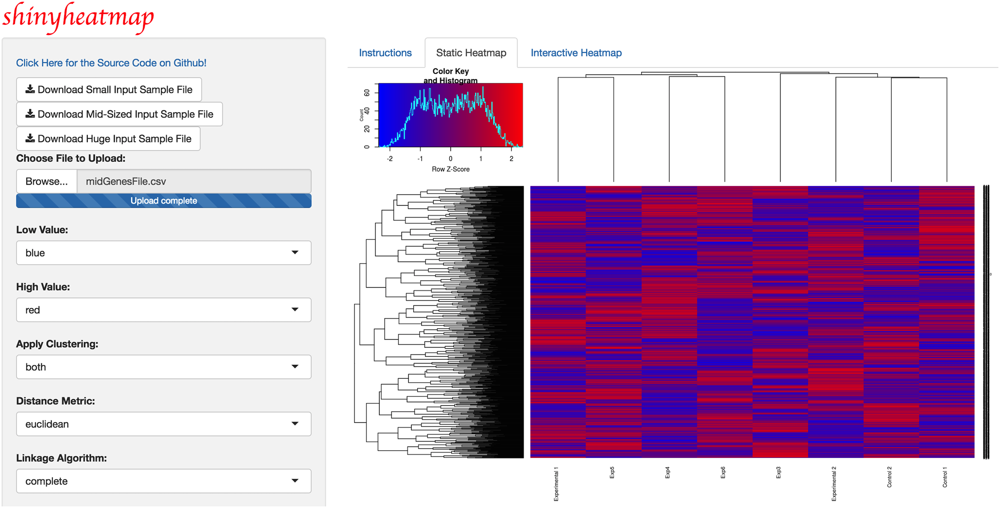 shinyheatmap
Click Here for the Source Code on Github!
Download Small Input Sample File
Download Mid-Sized Input Sample File
Download Huge Input Sample File
Choose File to Upload:
Browse... midGenesFile.csv
Upload complete
Low Value:
blue
High Value:
red
Apply Clustering:
both
Distance Metric:
euclidean
Linkage Algorithm:
complete
Instructions Static Heatmap Interactive Heatmap
Color Key
and Histogram
Count
60
40
20
0
-2 -1 0 1 2
Row Z-Score
Experimental 1 Exp5 Exp4 Exp6 Exp3 Experimental 2 Control 2 Control 1